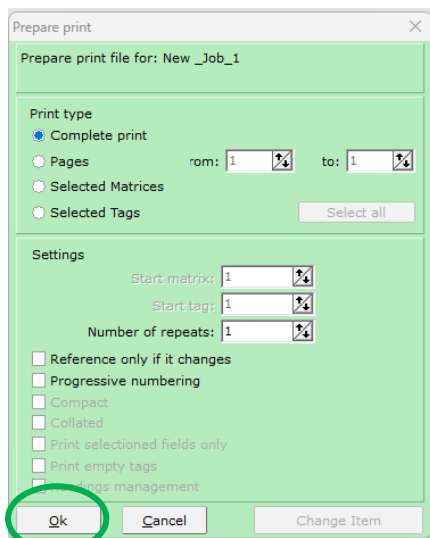 Prepare print
Prepare print file for: New _Job_1
Print type
Complete print
Pages rom: 1 to: 1
Selected Matrices
Selected Tags Select all
Settings
Start matrix: 1
Start tag: 1
Number of repeats: 1
Reference only if it changes
Progressive numbering
Compact
Collated
Print selectioned fields only
Print empty tags
management
Ok Cancel Change Item